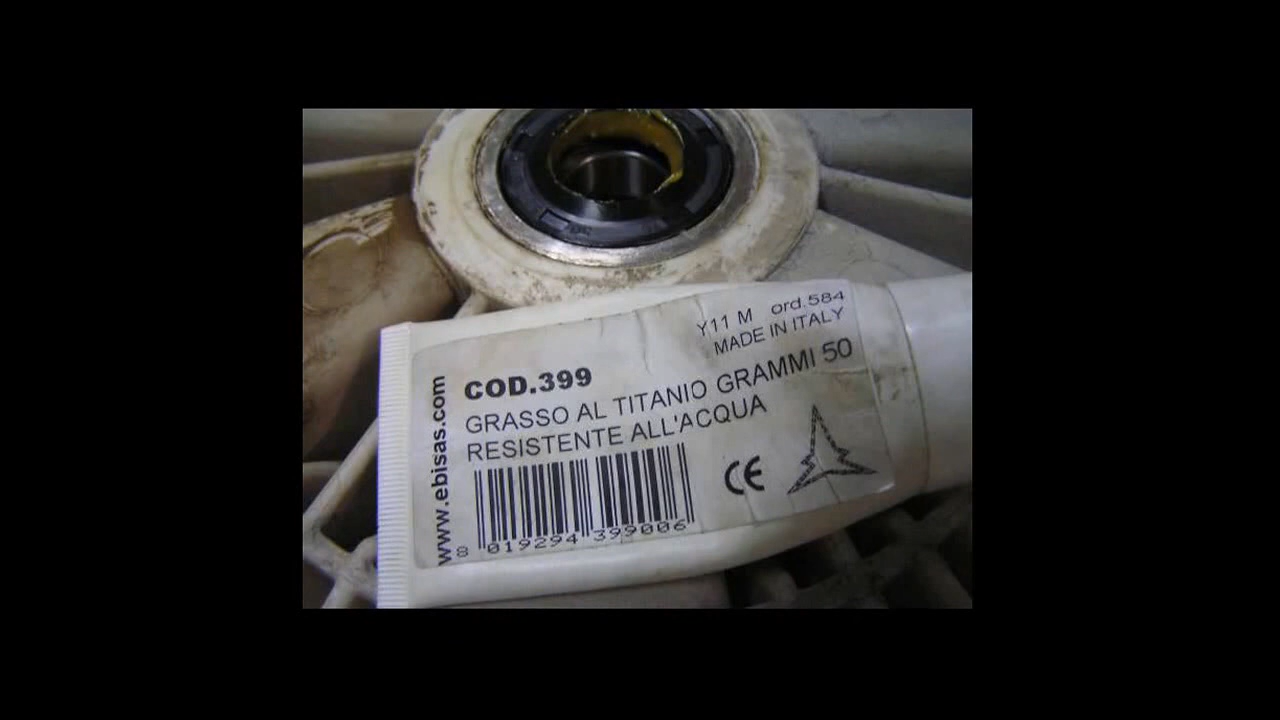 Y11 M ord.584
MADE IN ITALY
COD.399
GRASSO AL TITANIO GRAMMI 50
RESISTENTE ALL'ACQUA
www.ebisas.com
CE
8 019294 399006